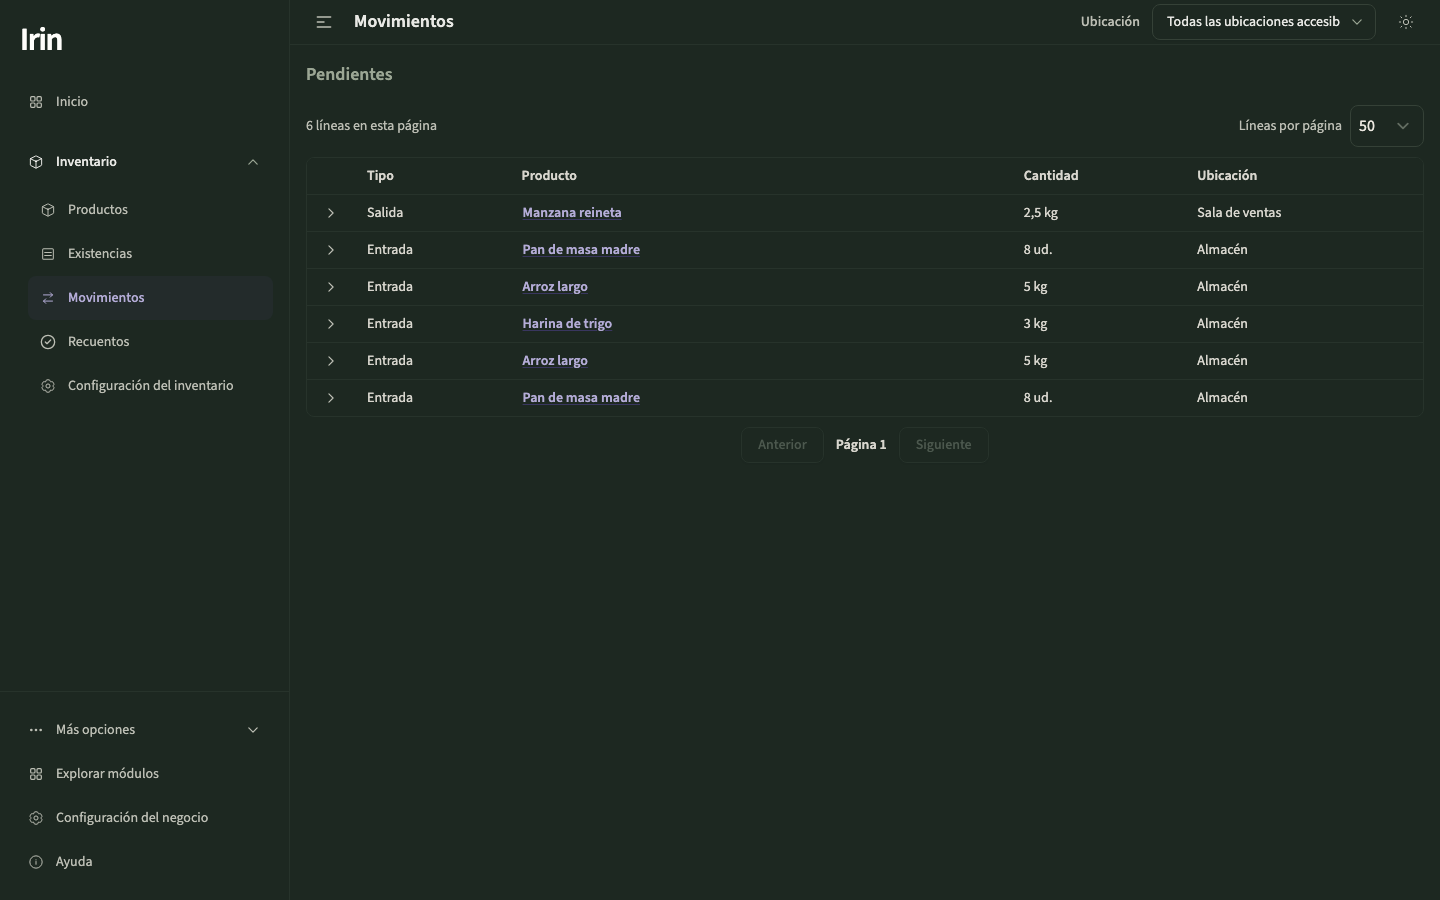 Irin
Inicio
Inventario
Productos
Existencias
Movimientos
Recuentos
Configuración del inventario
Más opciones
Explorar módulos
Configuración del negocio
Ayuda
Movimientos
Ubicación Todas las ubicaciones accesib
Pendientes
6 líneas en esta página
Líneas por página 50
Tipo Producto Cantidad Ubicación
Salida Manzana reineta 2,5 kg Sala de ventas
Entrada Pan de masa madre 8 ud. Almacén
Entrada Arroz largo 5 kg Almacén
Entrada Harina de trigo 3 kg Almacén
Entrada Arroz largo 5 kg Almacén
Entrada Pan de masa madre 8 ud. Almacén
Anterior Página 1 Siguiente